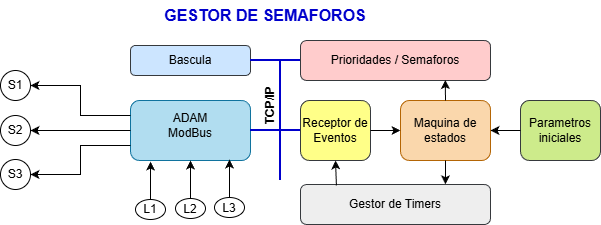 GESTOR DE SEMAFOROS
Bascula
Prioridades / Semaforos
S1
S2
S3
ADAM
ModBus
TCP/IP
Receptor de
Eventos
Maquina de
estados
Parametros
iniciales
L1
L2
L3
Gestor de Timers